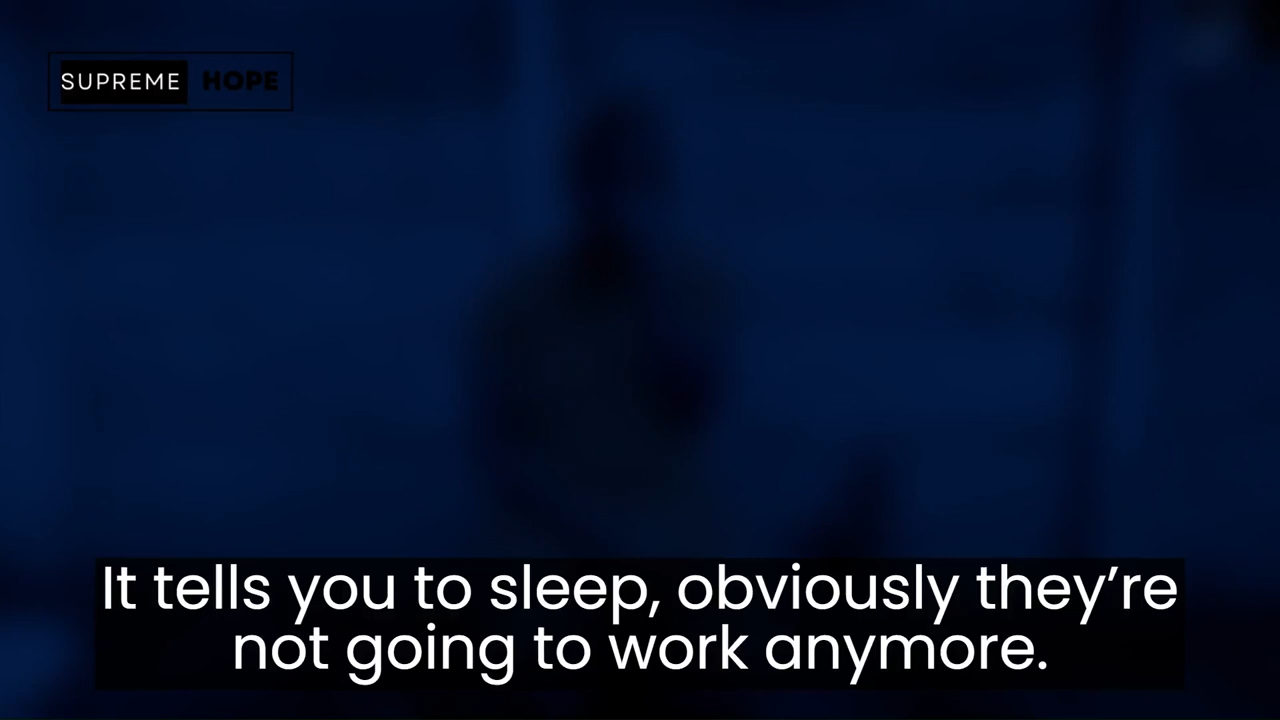 SUPREME HOPE
It tells you to sleep, obviously they’re
not going to work anymore.